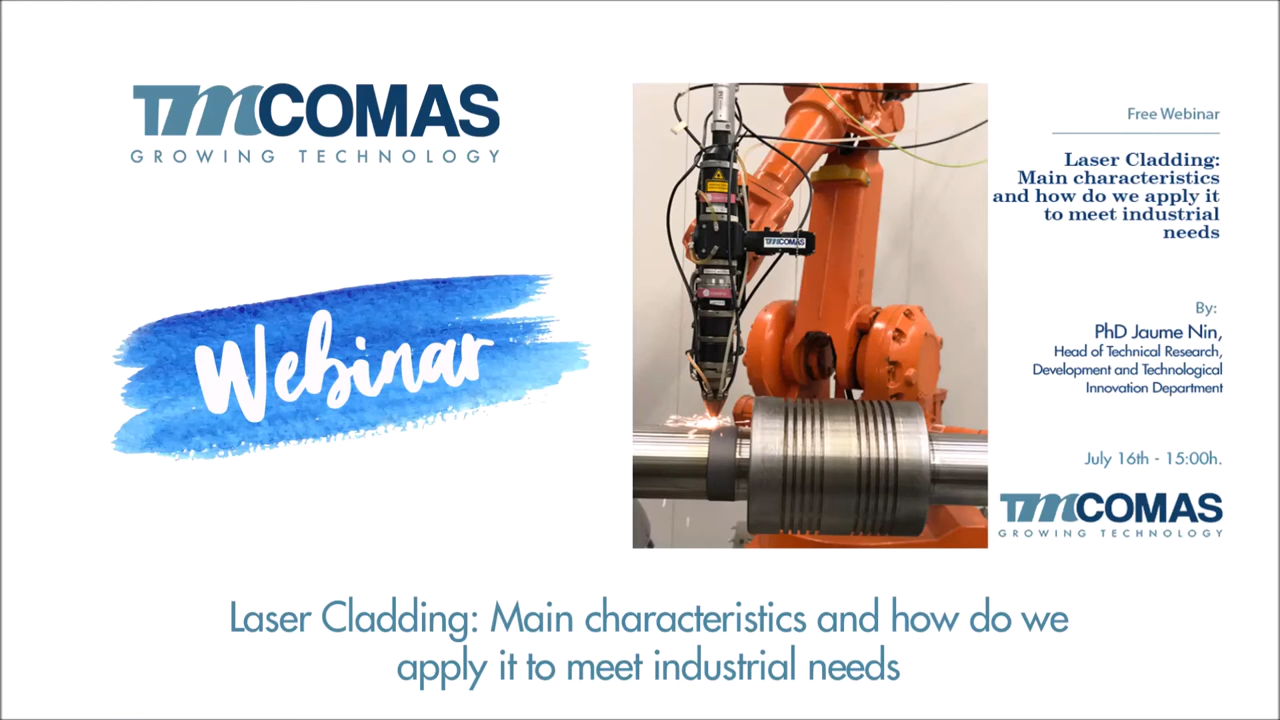 TMCOMAS
GROWING TECHNOLOGY
Webinar
TMCOMAS
Free Webinar
Laser Cladding:
Main characteristics
and how do we apply it
to meet industrial
needs
By:
PhD Jaume Nin,
Head of Technical Research,
Development and Technological
Innovation Department
July 16th - 15:00h.
TMCOMAS
GROWING TECHNOLOGY
Laser Cladding: Main characteristics and how do we
apply it to meet industrial needs